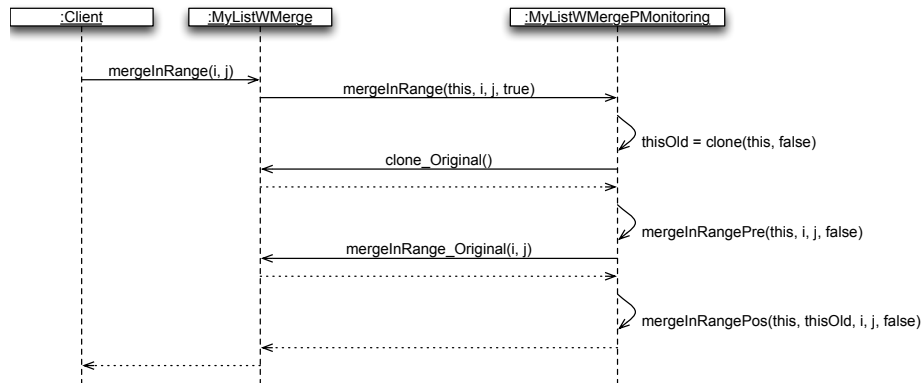 :Client
:MyListWMerge
:MyListWMergePMonitoring
mergeInRange(i, j)
mergeInRange(this, i, j, true)
thisOld = clone(this, false)
clone_Original()
mergeInRangePre(this, i, j, false)
mergeInRange_Original(i, j)
mergeInRangePos(this, thisOld, i, j, false)